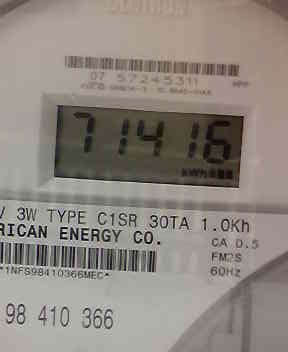 07 57245311
71416
kWh
V 3W TYPE C1SR 30TA 1.0Kh
RICAN ENERGY CO.
CA 0.5
FM2S
60Hz
*1NFS98410366MEC*
98 410 366